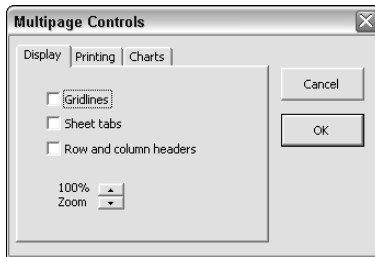 Multipage Controls
Display Printing Charts
Gridlines
Sheet tabs
Row and column headers
100%
Zoom
Cancel
OK